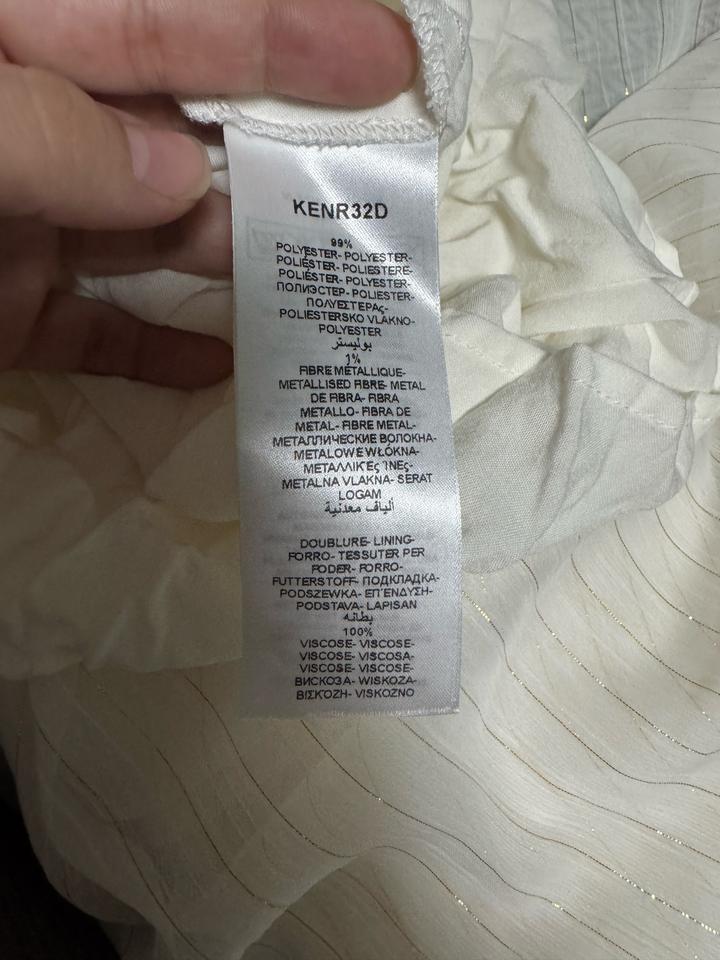 KENR32D
99%
POLYESTER- POLYESTER-
POLIÉSTER- POLIESTERE-
POLIÉSTER- POLYESTER-
ПОЛИЭСТЕР- POLIESTER-
ΠΟΛΥΕΣΤΕΡΑς-
POLIESTERSKO VLAKNO-
POLYESTER
بوليستر
1%
FIBRE METALLIQUE-
METALLISED FIBRE- METAL
DE FIBRA- FIBRA
METALLO- FIBRA DE
METAL- FIBRE METAL-
МЕТАЛЛИЧЕСКИЕ ВОЛОКНА-
METALOWE WŁÓKNA-
ΜΕΤΑΛΛΙΚΈς ΊΝΕς-
METALNA VLAKNA- SERAT
LOGAM
ألياف معدنية
DOUBLURE- LINING-
FORRO- TESSUTER PER
FODER- FORRO-
FUTTERSTOFF- ПОДКЛАДКА-
PODSZEWKA- ΕΠΈΝΔΥΣΗ-
PODSTAVA- LAPISAN
بطانه
100%
VISCOSE- VISCOSE-
VISCOSE- VISCOSA-
VISCOSE- VISCOSE-
ВИСКОЗА- WISKOZA-
ΒΙΣΚΌΖΗ- VISKOZNO